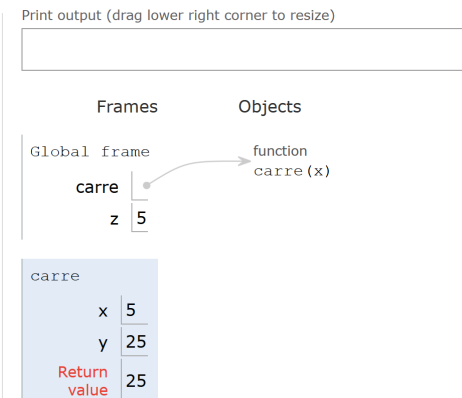 Print output (drag lower right corner to resize)
Frames Objects
Global frame
function
carre(x)
carre
z 5
carre
x 5
y 25
Return
value 25